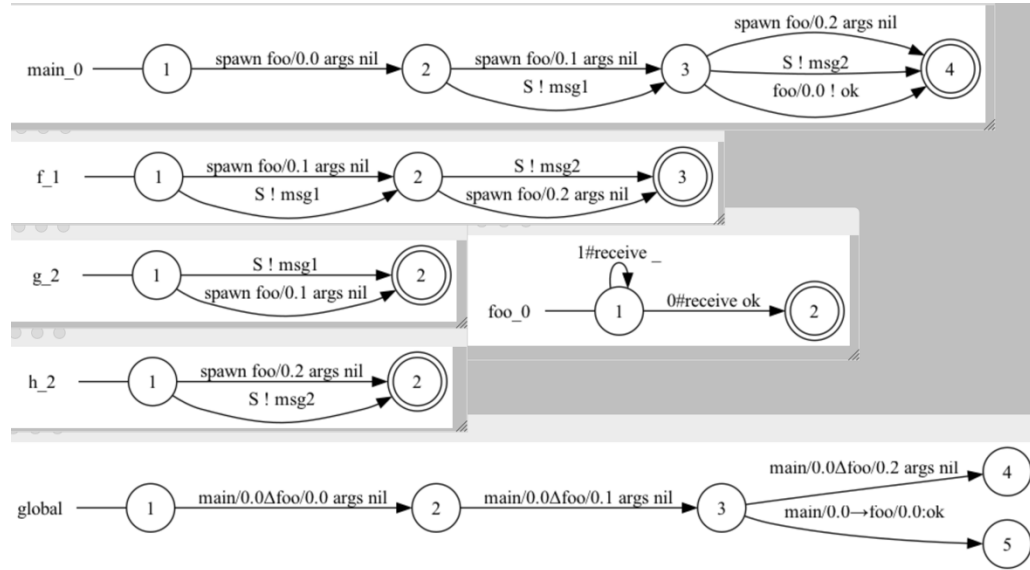 spawn foo/0.2 args nil
main_0 1 spawn foo/0.0 args nil 2 spawn foo/0.1 args nil 3 S ! msg2 4
S ! msg1 foo/0.0 ! ok
f_1 1 spawn foo/0.1 args nil 2 S ! msg2 3
S ! msg1 spawn foo/0.2 args nil
g_2 1 S ! msg1 2
spawn foo/0.1 args nil
1#receive _
foo_0 1 0#receive ok 2
h_2 1 spawn foo/0.2 args nil 2
S ! msg2
main/0.0Δfoo/0.2 args nil 4
global 1 main/0.0Δfoo/0.0 args nil 2 main/0.0Δfoo/0.1 args nil 3
main/0.0→foo/0.0:ok 5